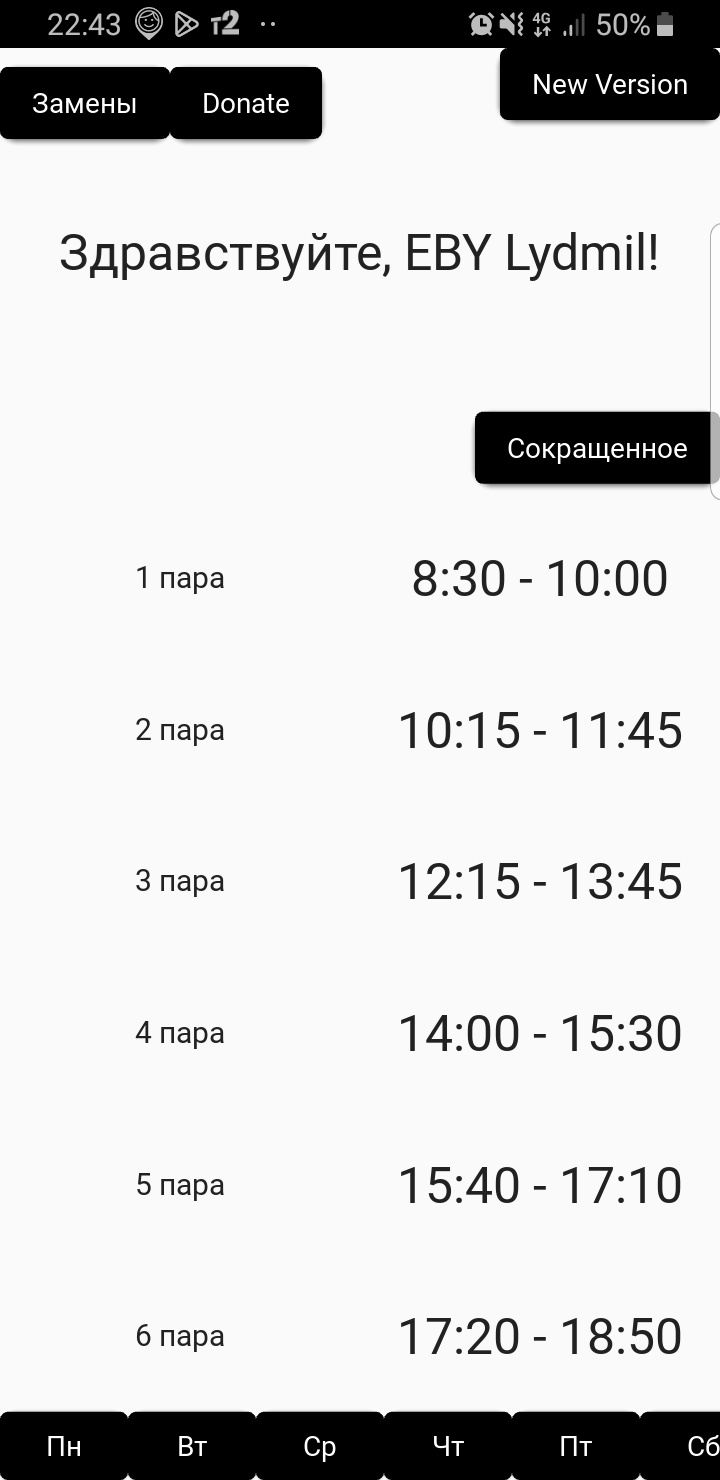 22:43 т2 4G 50%
Замены Donate New Version
Здравствуйте, EBY Lydmil!
Сокращенное
1 пара 8:30 - 10:00
2 пара 10:15 - 11:45
3 пара 12:15 - 13:45
4 пара 14:00 - 15:30
5 пара 15:40 - 17:10
6 пара 17:20 - 18:50
Пн Вт Ср Чт Пт Сб